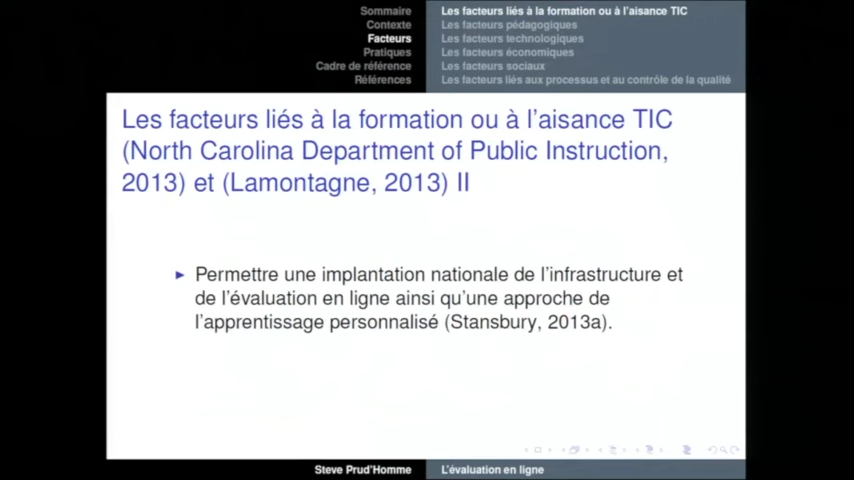 Sommaire
Contexte
Facteurs
Pratiques
Cadre de référence
Références
Les facteurs liés à la formation ou à l'aisance TIC
Les facteurs pédagogiques
Les facteurs technologiques
Les facteurs économiques
Les facteurs sociaux
Les facteurs liés aux processus et au contrôle de la qualité
Les facteurs liés à la formation ou à l'aisance TIC
(North Carolina Department of Public Instruction,
2013) et (Lamontagne, 2013) II
Permettre une implantation nationale de l'infrastructure et
de l'évaluation en ligne ainsi qu'une approche de
l'apprentissage personnalisé (Stansbury, 2013a).
Steve Prud'Homme
L'évaluation en ligne